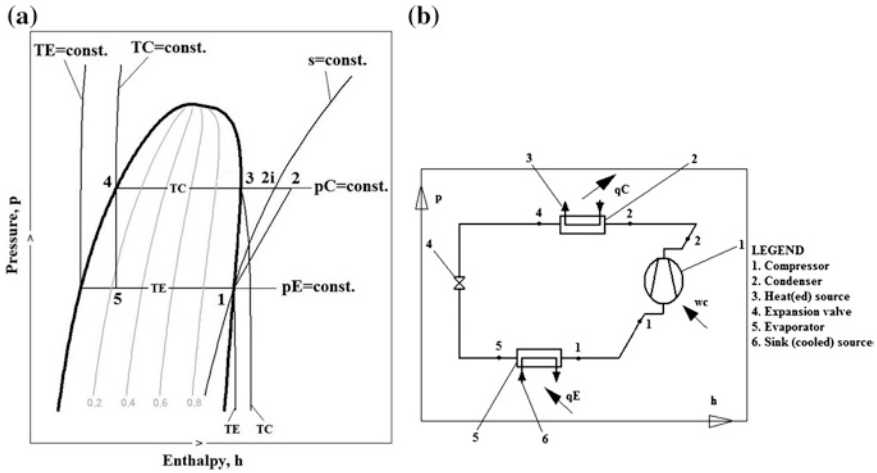 (a)
TE=const.
TC=const.
s=const.
4
TC
3
2i
2
pC=const.
5
TE
1
pE=const.
0,2
0,4
0,6
0,8
TE
TC
Pressure, p
Enthalpy, h
(b)
p
3
qC
2
4
2
2
1
4
wc
1
5
1
qE
5
6
h
LEGEND
1. Compressor
2. Condenser
3. Heat(ed) source
4. Expansion valve
5. Evaporator
6. Sink (cooled) source